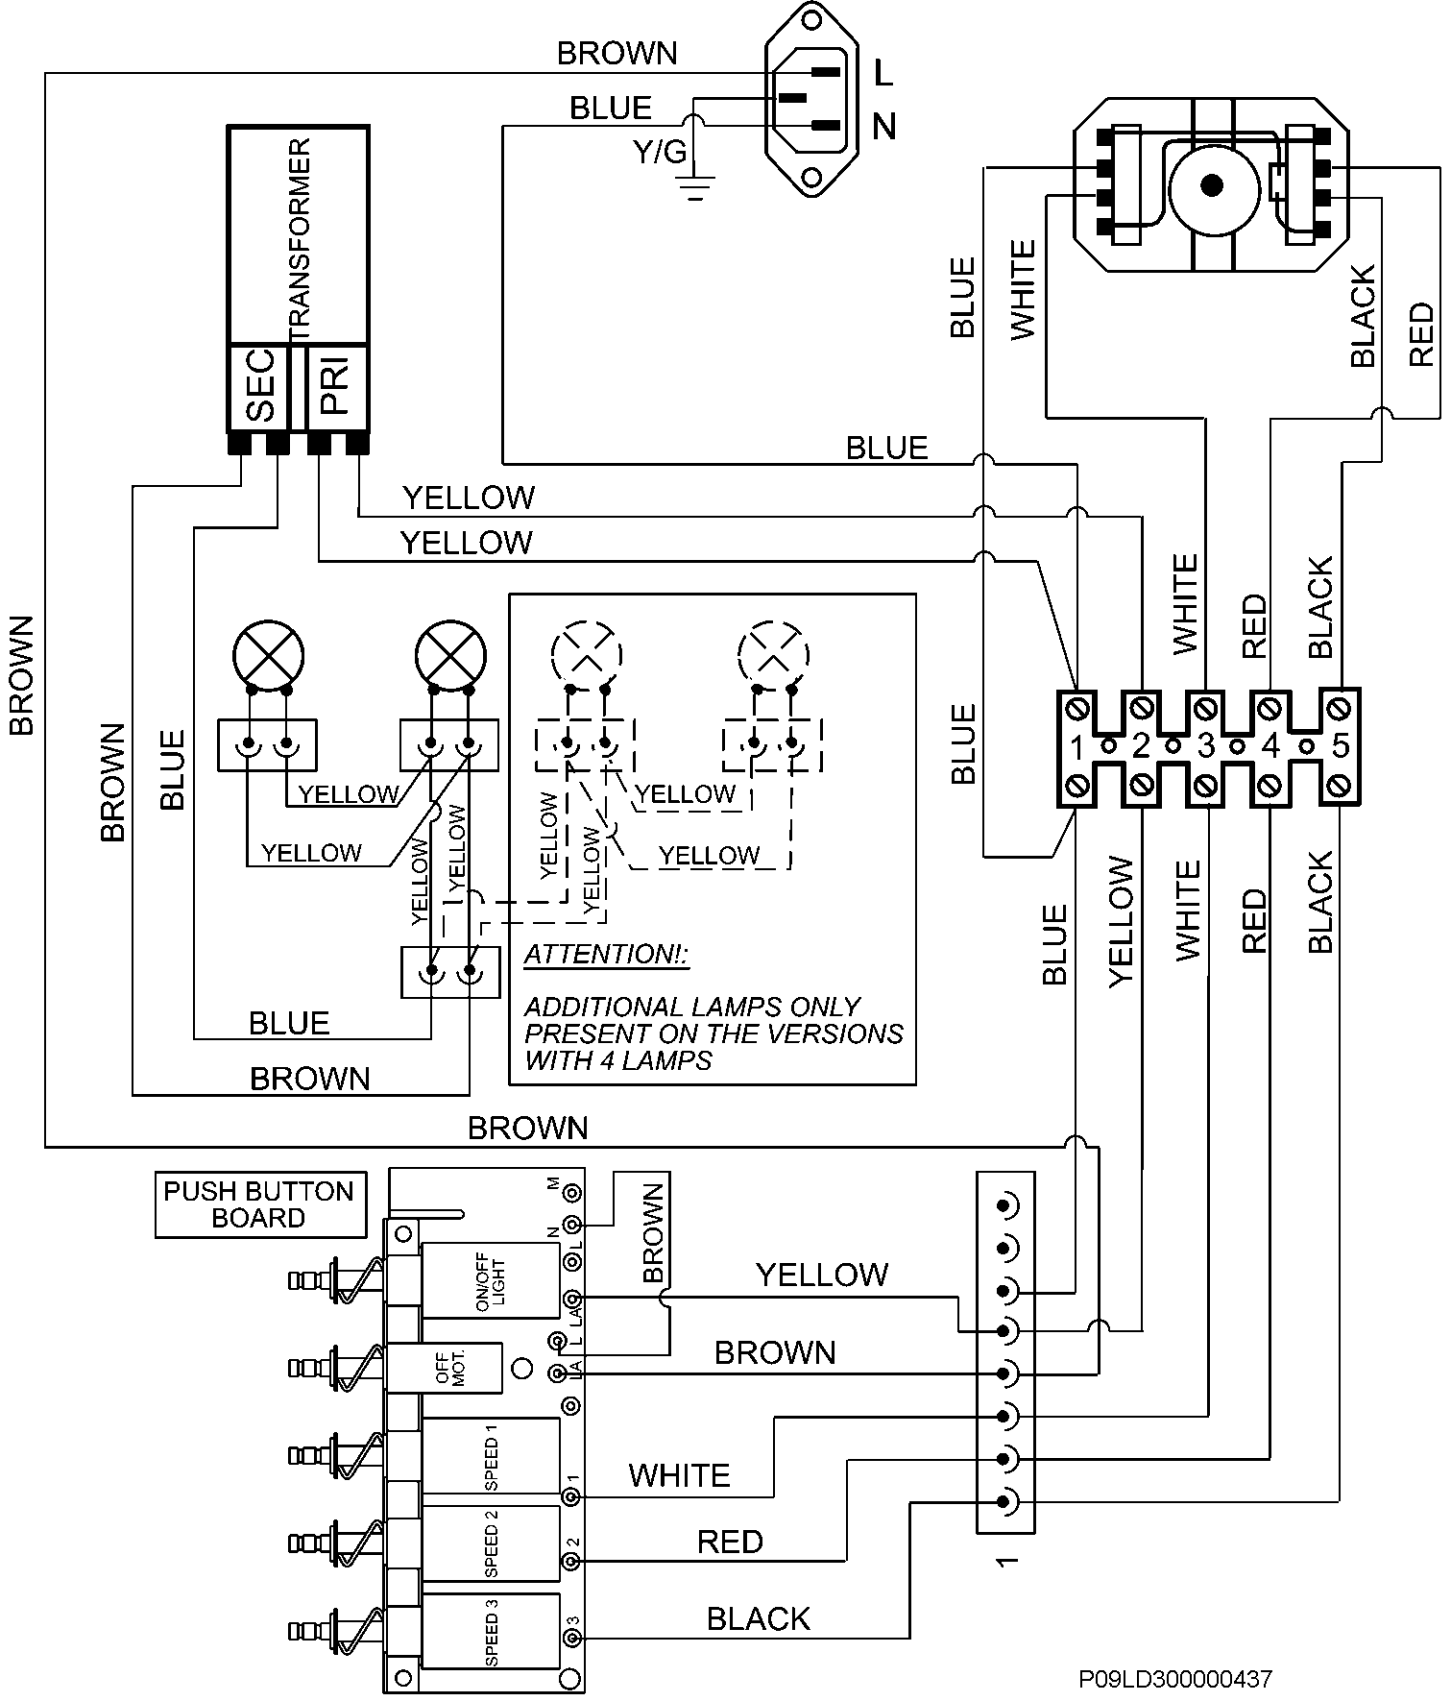 BROWN
L
BLUE
N
Y/G
TRANSFORMER
SEC
PRI
BLUE
WHITE
BLACK
RED
BLUE
YELLOW
YELLOW
WHITE
RED
BLACK
BROWN
BROWN
BLUE
BLUE
1
2
3
4
5
YELLOW
YELLOW
YELLOW
YELLOW
YELLOW
YELLOW
YELLOW
YELLOW
BLUE
YELLOW
WHITE
RED
BLACK
ATTENTION!:
ADDITIONAL LAMPS ONLY
PRESENT ON THE VERSIONS
WITH 4 LAMPS
BLUE
BROWN
BROWN
PUSH BUTTON
BOARD
M
N
L
LA
L
LA
1
2
3
ON/OFF
LIGHT
OFF
MOT.
SPEED 1
SPEED 2
SPEED 3
BROWN
YELLOW
BROWN
WHITE
RED
BLACK
1
P09LD300000437